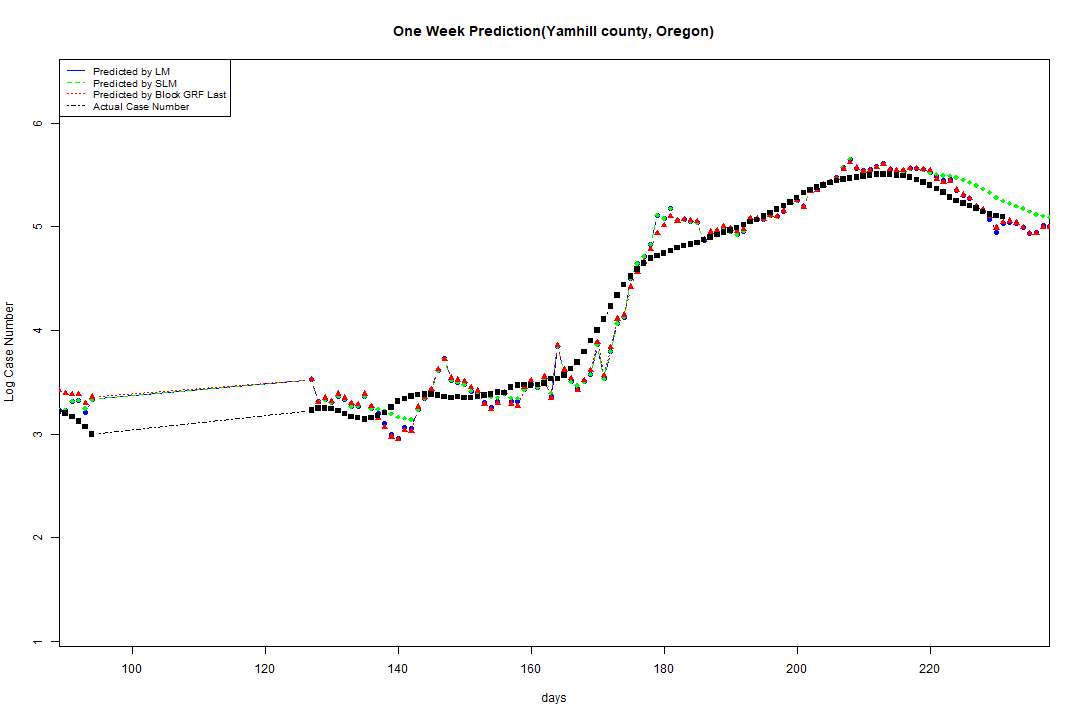 One Week Prediction(Yamhill county, Oregon)
Predicted by LM
Predicted by SLM
Predicted by Block GRF Last
Actual Case Number
Log Case Number
6
5
4
3
2
1
100 120 140 160 180 200 220
days